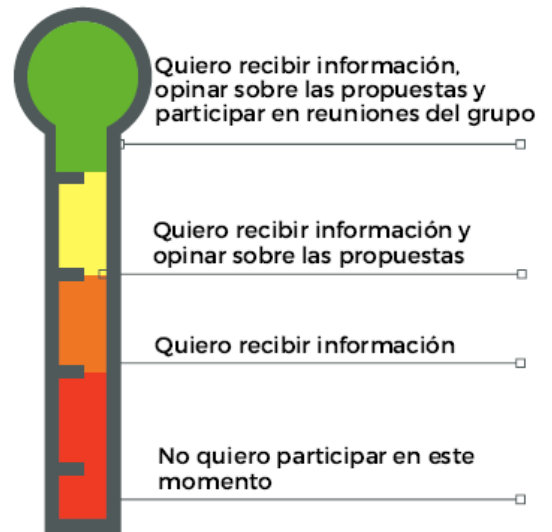 Quiero recibir información,
opinar sobre las propuestas y
participar en reuniones del grupo
Quiero recibir información y
opinar sobre las propuestas
Quiero recibir información
No quiero participar en este
momento